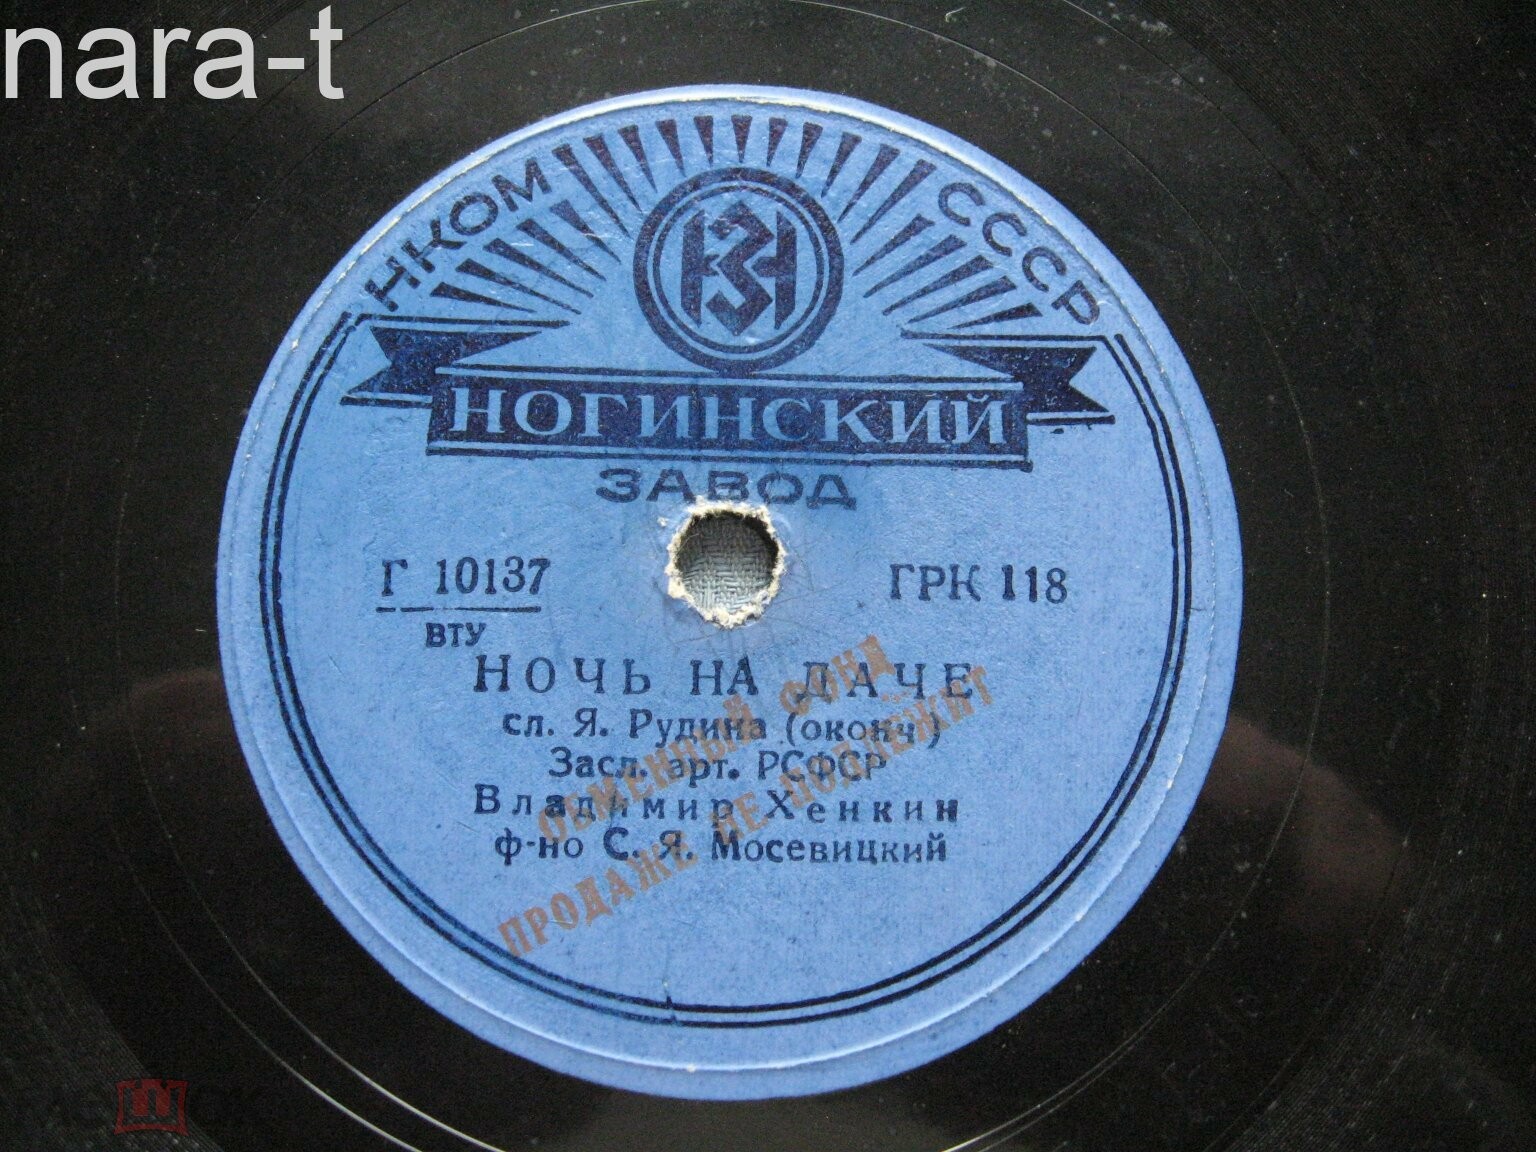 nara-t
НКОМ СССР
НЗ
НОГИНСКИЙ
ЗАВОД
Г 10137
ВТУ
ГРК 118
НОЧЬ НА ДАЧЕ
сл. Я. Рудина (оконч)
Засл. арт. РСФСР
Владимир Хенкин
ф-но С. Я. Мосевицкий
ОБМЕННЫЙ ФОНД
ПРОДАЖЕ НЕ ПОДЛЕЖИТ